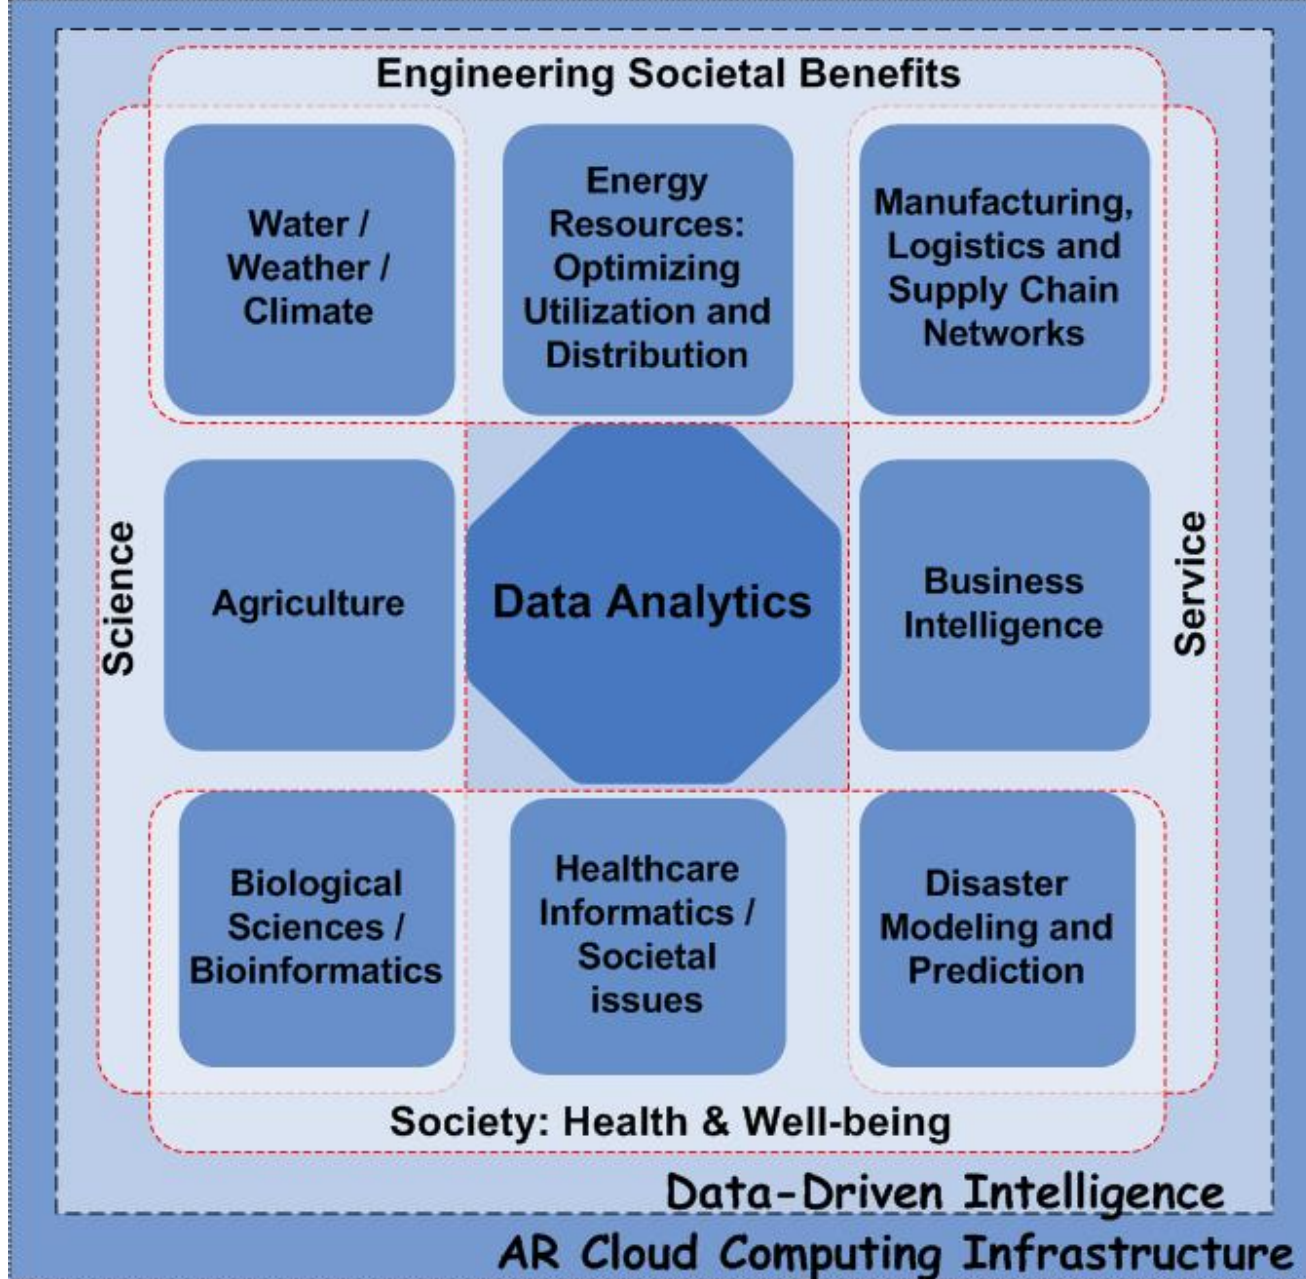 Engineering Societal Benefits
Water /
Weather /
Climate
Energy
Resources:
Optimizing
Utilization and
Distribution
Manufacturing,
Logistics and
Supply Chain
Networks
Science
Agriculture
Data Analytics
Business
Intelligence
Service
Biological
Sciences /
Bioinformatics
Healthcare
Informatics /
Societal
issues
Disaster
Modeling and
Prediction
Society: Health & Well-being
Data-Driven Intelligence
AR Cloud Computing Infrastructure